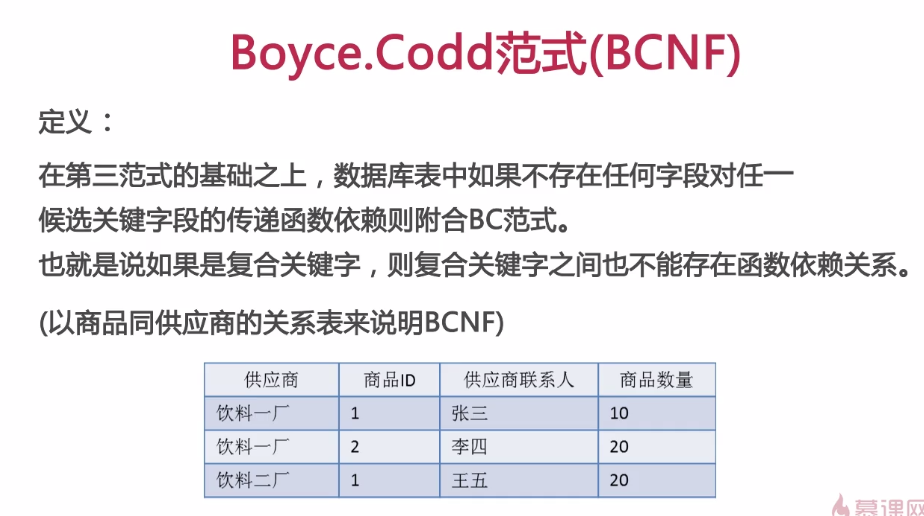 Boyce.Codd范式(BCNF)
定义：
在第三范式的基础之上，数据库表中如果不存在任何字段对任一
候选关键字段的传递函数依赖则附合BC范式。
也就是说如果是复合关键字，则复合关键字之间也不能存在函数依赖关系。
(以商品同供应商的关系表来说明BCNF)
供应商 商品ID 供应商联系人 商品数量
饮料一厂 1 张三 10
饮料一厂 2 李四 20
饮料二厂 1 王五 20
慕课网